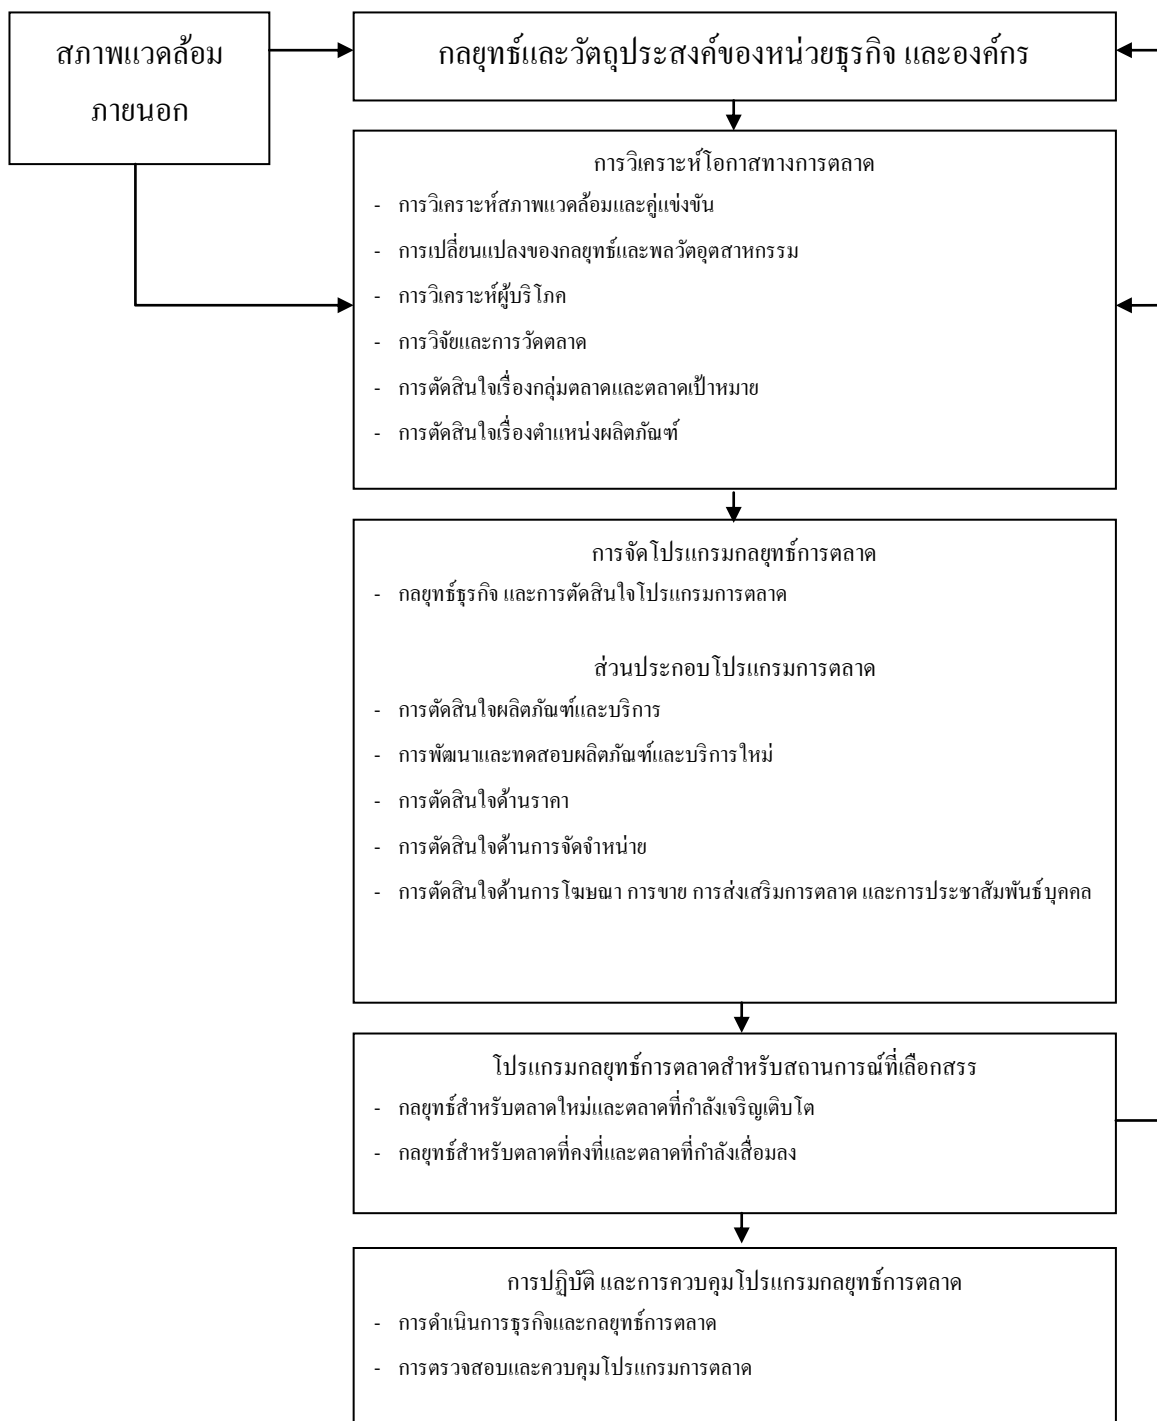 สภาพแวดล้อม
ภายนอก
กลยุทธ์และวัตถุประสงค์ของหน่วยธุรกิจ และองค์กร
การวิเคราะห์โอกาสทางการตลาด
- การวิเคราะห์สภาพแวดล้อมและคู่แข่งขัน
- การเปลี่ยนแปลงของกลยุทธ์และพลวัตอุตสาหกรรม
- การวิเคราะห์ผู้บริโภค
- การวิจัยและการวัดตลาด
- การตัดสินใจเรื่องกลุ่มตลาดและตลาดเป้าหมาย
- การตัดสินใจเรื่องตำแหน่งผลิตภัณฑ์
การจัดโปรแกรมกลยุทธ์การตลาด
- กลยุทธ์ธุรกิจ และการตัดสินใจโปรแกรมการตลาด
ส่วนประกอบโปรแกรมการตลาด
- การตัดสินใจผลิตภัณฑ์และบริการ
- การพัฒนาและทดสอบผลิตภัณฑ์และบริการใหม่
- การตัดสินใจด้านราคา
- การตัดสินใจด้านการจัดจำหน่าย
- การตัดสินใจด้านการโฆษณา การขาย การส่งเสริมการตลาด และการประชาสัมพันธ์บุคคล
โปรแกรมกลยุทธ์การตลาดสำหรับสถานการณ์ที่เลือกสรร
- กลยุทธ์สำหรับตลาดใหม่และตลาดที่กำลังเจริญเติบโต
- กลยุทธ์สำหรับตลาดที่คงที่และตลาดที่กำลังเสื่อมลง
การปฏิบัติ และการควบคุมโปรแกรมกลยุทธ์การตลาด
- การดำเนินการธุรกิจและกลยุทธ์การตลาด
- การตรวจสอบและควบคุมโปรแกรมการตลาด